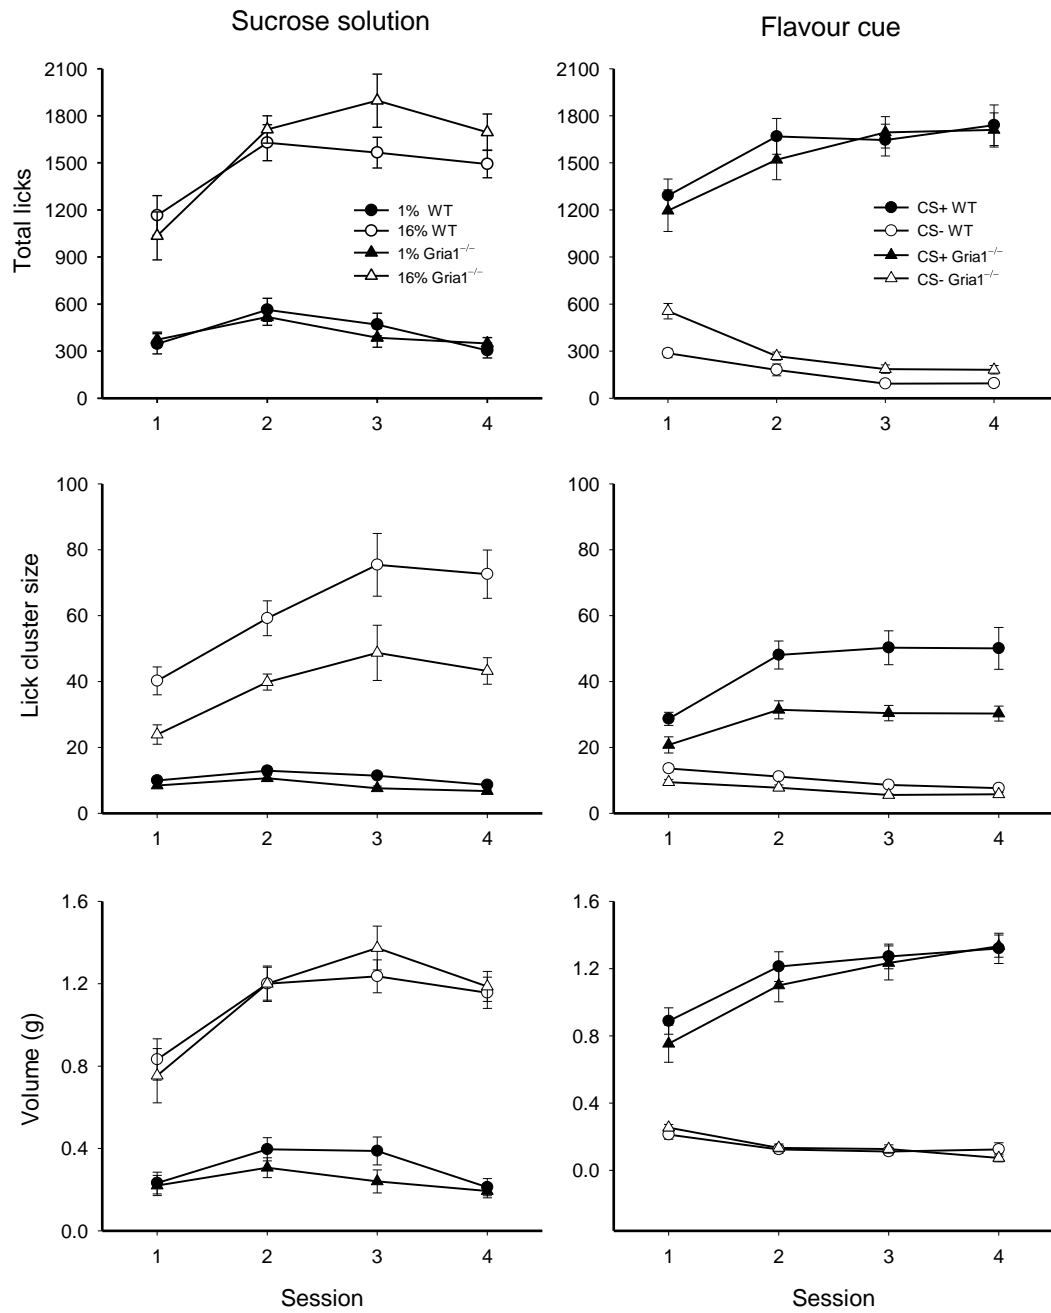 Sucrose solution
Flavour cue
Total licks
2100
1800
1500
1200
900
600
300
0
1% WT
16% WT
1% Gria1−/−
16% Gria1−/−
1 2 3 4
2100
1800
1500
1200
900
600
300
0
CS+ WT
CS- WT
CS+ Gria1−/−
CS- Gria1−/−
1 2 3 4
Lick cluster size
100
80
60
40
20
0
1 2 3 4
100
80
60
40
20
0
1 2 3 4
Volume (g)
1.6
1.2
0.8
0.4
0.0
1 2 3 4
Session
1.6
1.2
0.8
0.4
0.0
1 2 3 4
Session